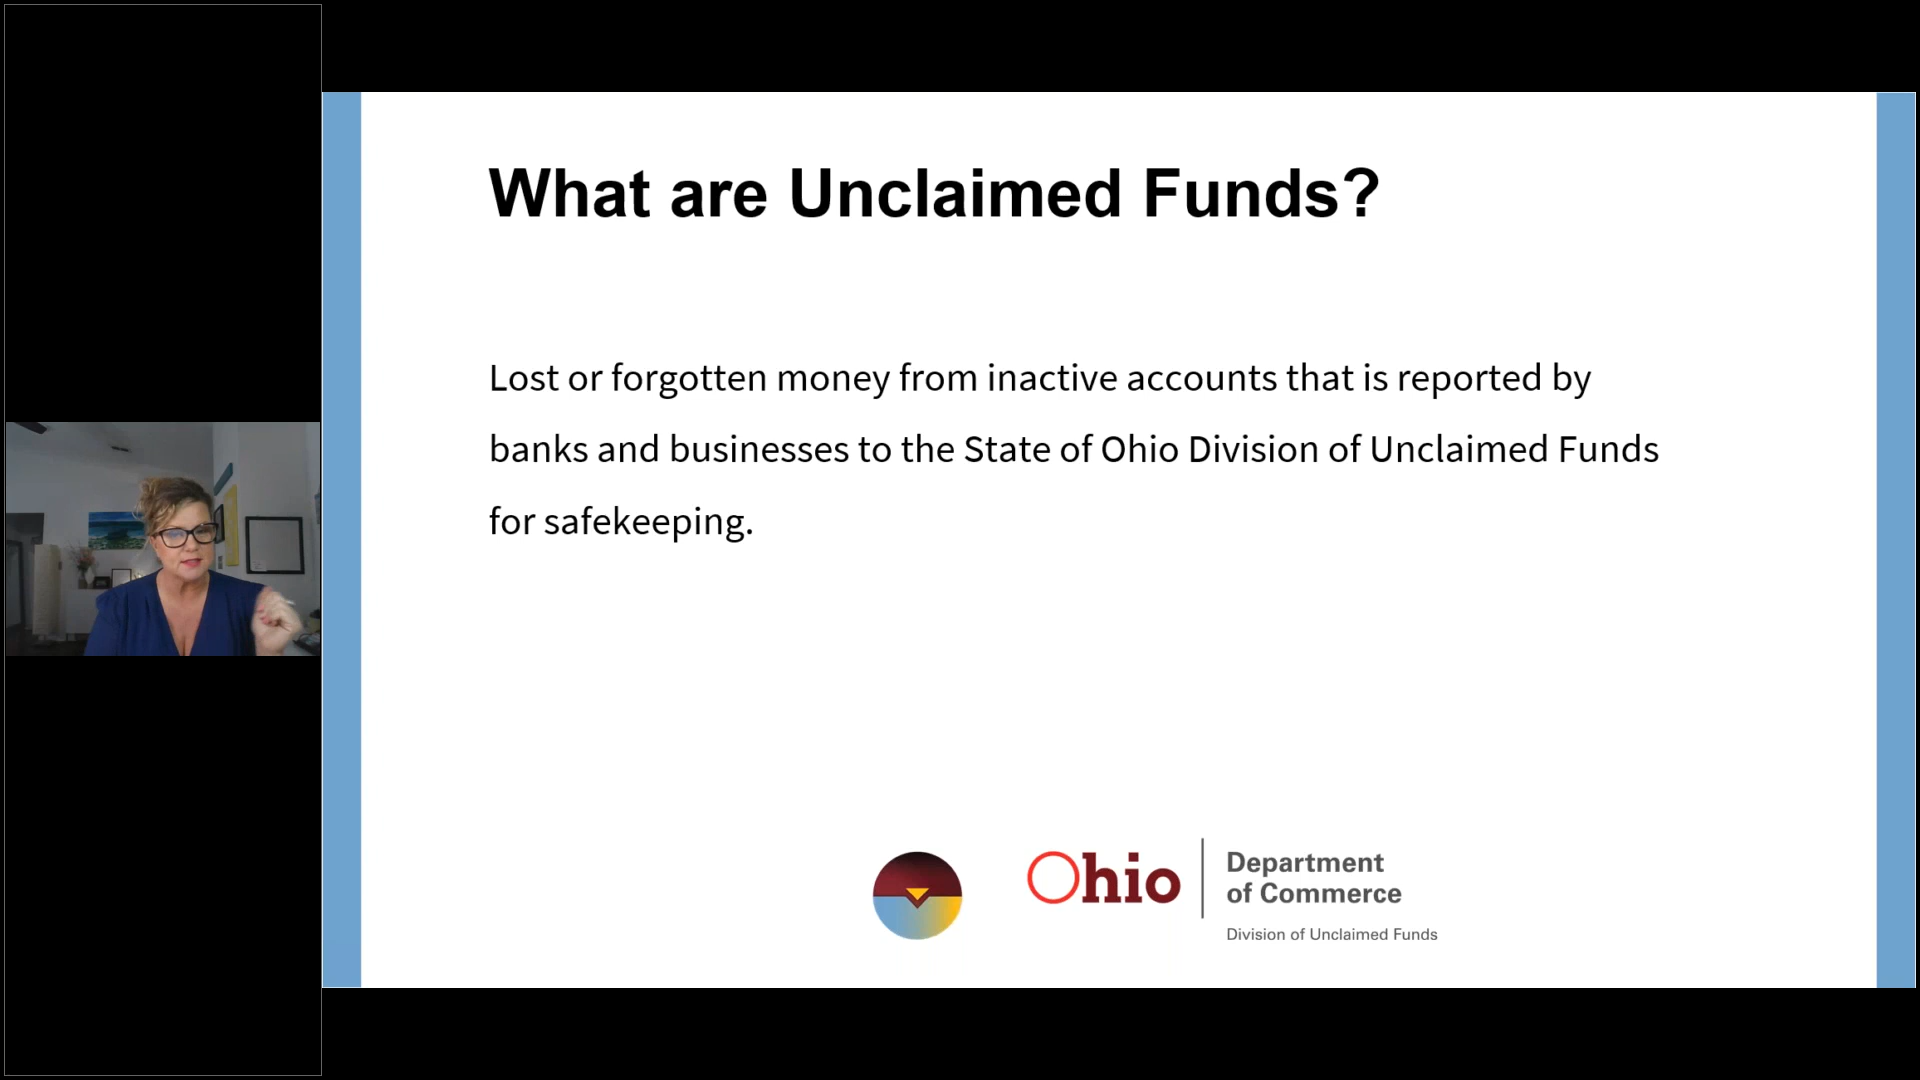 What are Unclaimed Funds?
Lost or forgotten money from inactive accounts that is reported by
banks and businesses to the State of Ohio Division of Unclaimed Funds
for safekeeping.
Ohio
Department
of Commerce
Division of Unclaimed Funds